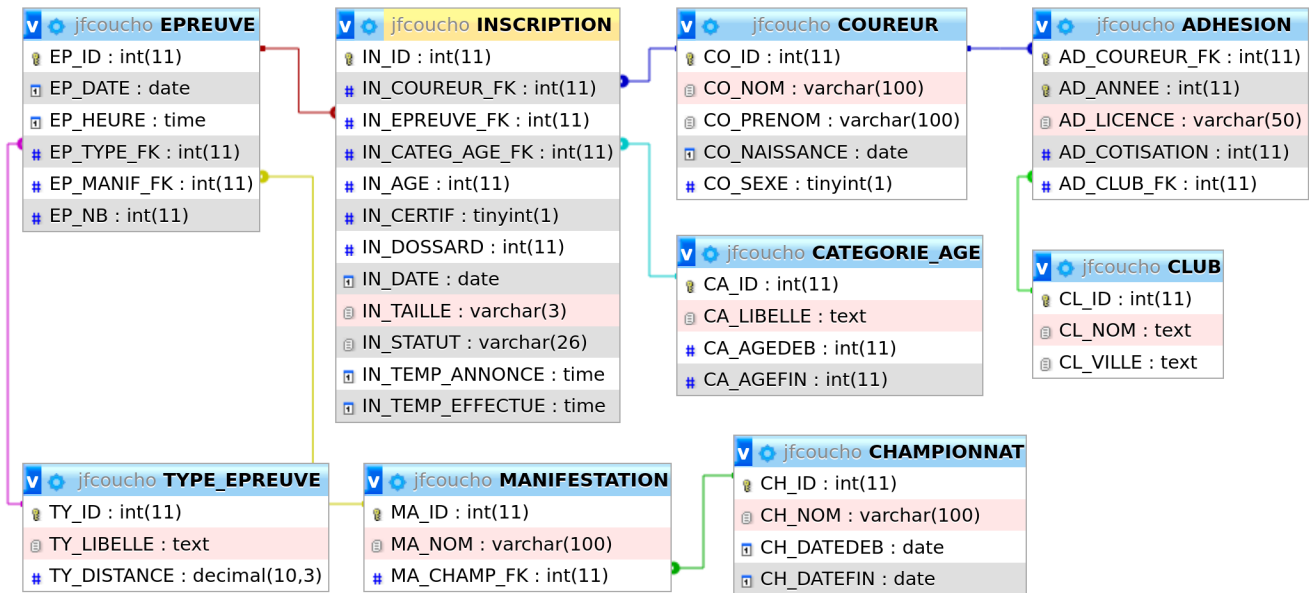 v jfcoucho EPREUVE
EP_ID : int(11)
EP_DATE : date
EP_HEURE : time
EP_TYPE_FK : int(11)
EP_MANIF_FK : int(11)
EP_NB : int(11)
v jfcoucho INSCRIPTION
IN_ID : int(11)
IN_COUREUR_FK : int(11)
IN_EPREUVE_FK : int(11)
IN_CATEG_AGE_FK : int(11)
IN_AGE : int(11)
IN_CERTIF : tinyint(1)
IN_DOSSARD : int(11)
IN_DATE : date
IN_TAILLE : varchar(3)
IN_STATUT : varchar(26)
IN_TEMP_ANNONCE : time
IN_TEMP_EFFECTUE : time
v jfcoucho COUREUR
CO_ID : int(11)
CO_NOM : varchar(100)
CO_PRENOM : varchar(100)
CO_NAISSANCE : date
CO_SEXE : tinyint(1)
v jfcoucho ADHESION
AD_COUREUR_FK : int(11)
AD_ANNEE : int(11)
AD_LICENCE : varchar(50)
AD_COTISATION : int(11)
AD_CLUB_FK : int(11)
v jfcoucho CATEGORIE_AGE
CA_ID : int(11)
CA_LIBELLE : text
CA_AGEDEB : int(11)
CA_AGEFIN : int(11)
v jfcoucho CLUB
CL_ID : int(11)
CL_NOM : text
CL_VILLE : text
v jfcoucho TYPE_EPREUVE
TY_ID : int(11)
TY_LIBELLE : text
TY_DISTANCE : decimal(10,3)
v jfcoucho MANIFESTATION
MA_ID : int(11)
MA_NOM : varchar(100)
MA_CHAMP_FK : int(11)
v jfcoucho CHAMPIONNAT
CH_ID : int(11)
CH_NOM : varchar(100)
CH_DATEDEB : date
CH_DATEFIN : date